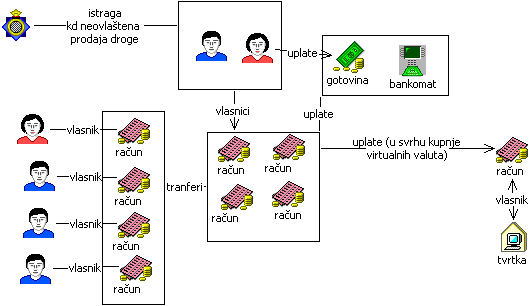 istraga
kd neovlaštena
prodaja droge
uplate
gotovina
bankomat
vlasnici
uplate
vlasnik
račun
vlasnik
račun
vlasnik
račun
vlasnik
račun
tranferi
račun
račun
račun
račun
uplate (u svrhu kupnje
virtualnih valuta)
račun
vlasnik
tvrtka